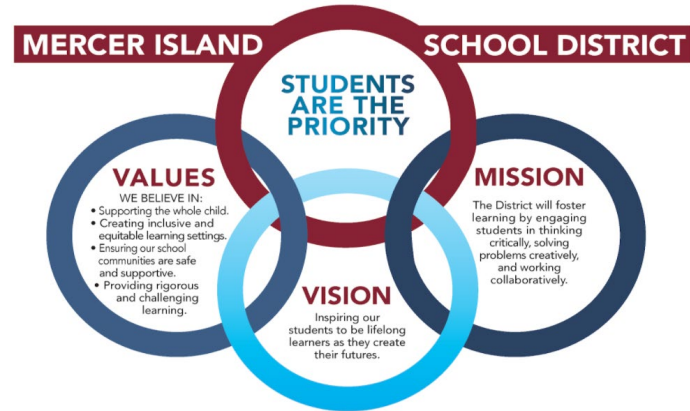 MERCER ISLAND SCHOOL DISTRICT
STUDENTS
ARE THE
PRIORITY
VALUES
WE BELIEVE IN:
• Supporting the whole child.
• Creating inclusive and
equitable learning settings.
• Ensuring our school
communities are safe
and supportive.
• Providing rigorous
and challenging
learning.
VISION
Inspiring our
students to be lifelong
learners as they create
their futures.
MISSION
The District will foster
learning by engaging
students in thinking
critically, solving
problems creatively,
and working
collaboratively.